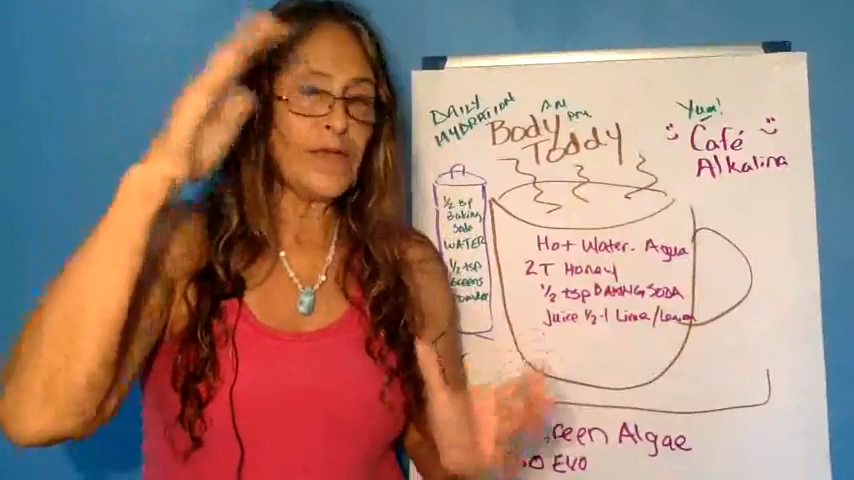 DAILY
HYDRATION
AM
PM
Body
Toddy
Yum!
Café
Alkalina
1/2 tsp
Baking
Soda
WATER
1/2 tsp
GREENS
POWDER
Hot Water. Agua
2T Honey
1/2 tsp BAKING SODA
Juice 1/2-1 Lime/Lemon
Green Algae
EVO